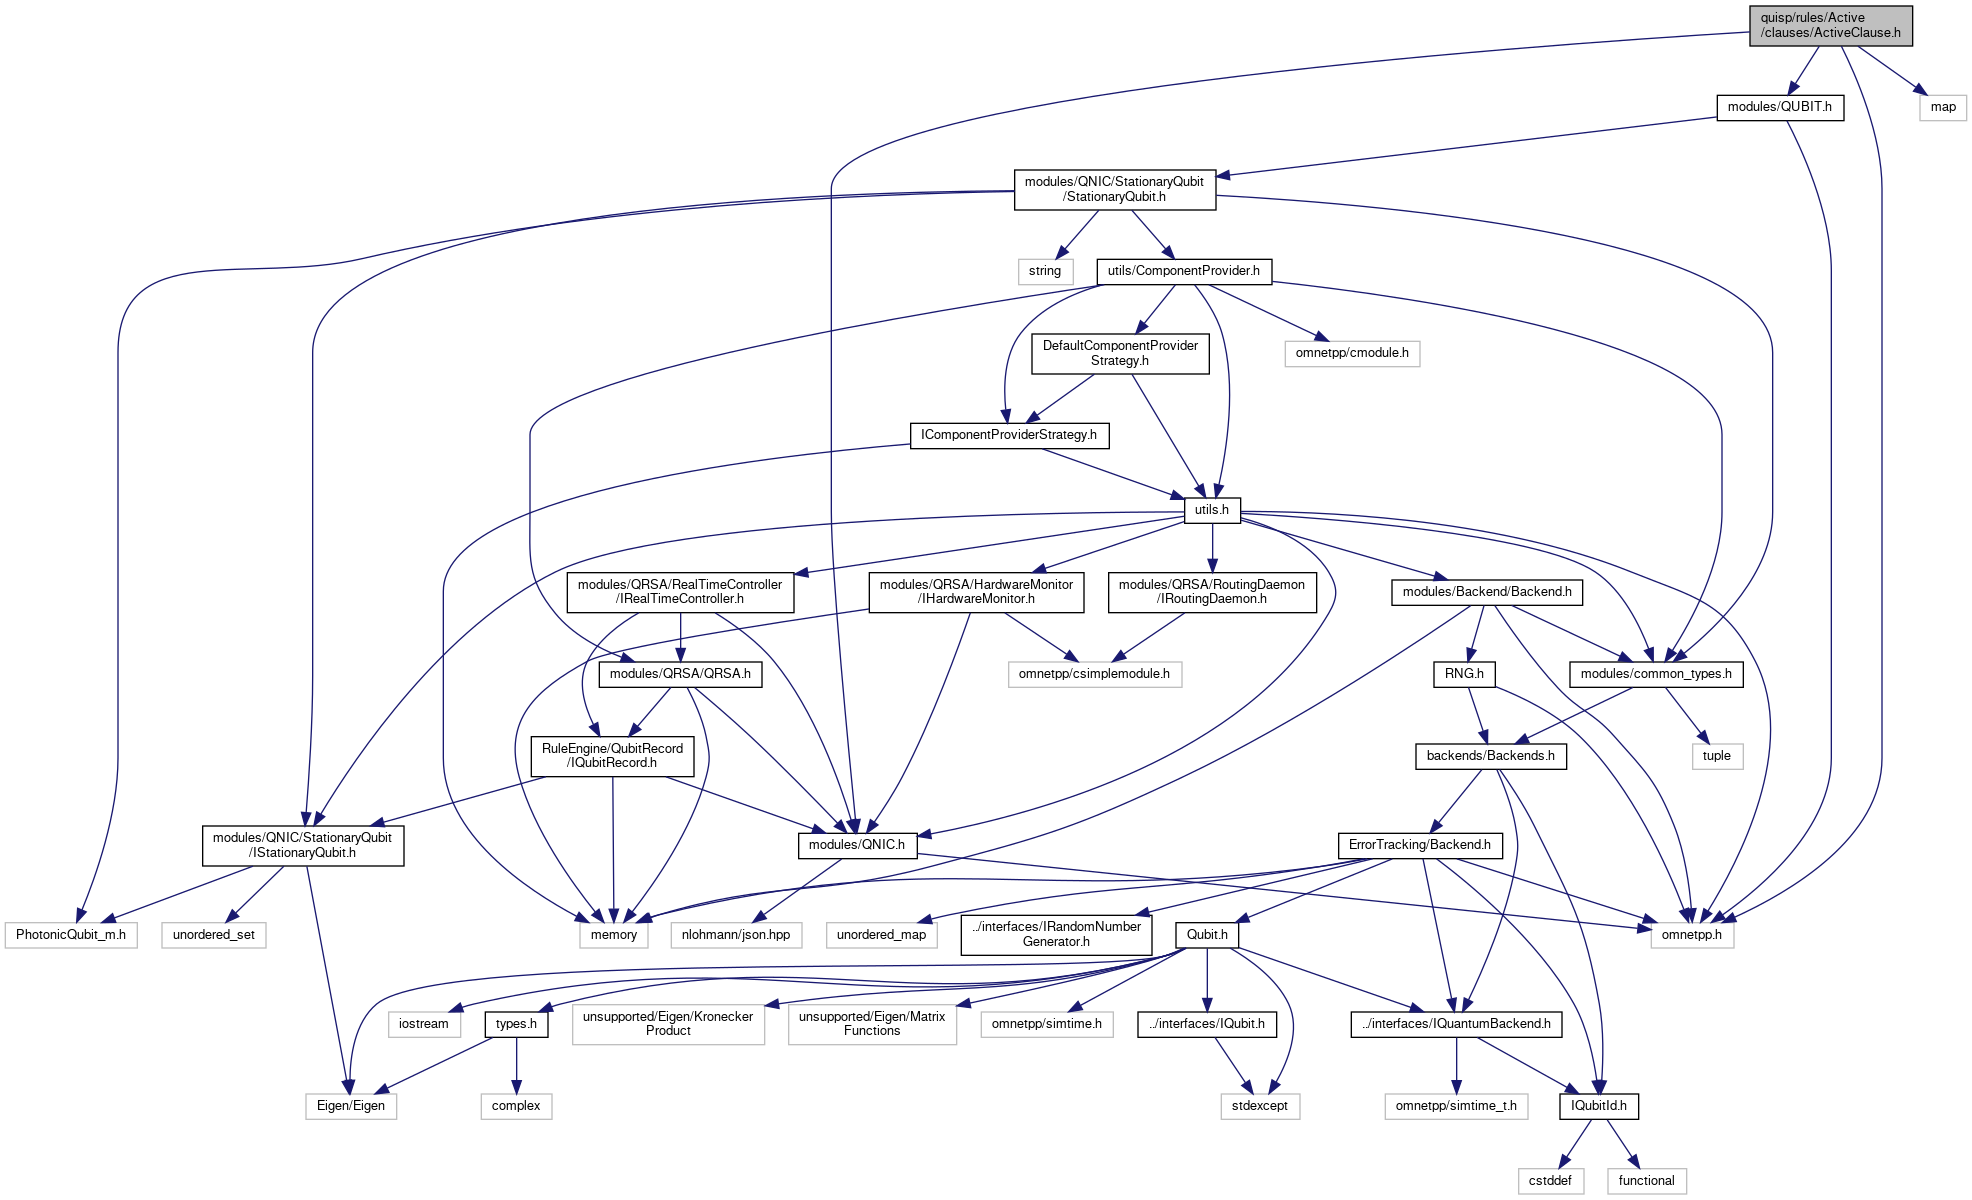 quisp/rules/Active
/clauses/ActiveClause.h
modules/QUBIT.h
map
modules/QNIC/StationaryQubit
/StationaryQubit.h
string
utils/ComponentProvider.h
DefaultComponentProvider
Strategy.h
omnetpp/cmodule.h
IComponentProviderStrategy.h
utils.h
modules/QRSA/RealTimeController
/IRealTimeController.h
modules/QRSA/HardwareMonitor
/IHardwareMonitor.h
modules/QRSA/RoutingDaemon
/IRoutingDaemon.h
modules/Backend/Backend.h
modules/QRSA/QRSA.h
omnetpp/csimplemodule.h
RNG.h
modules/common_types.h
RuleEngine/QubitRecord
/IQubitRecord.h
backends/Backends.h
tuple
modules/QNIC/StationaryQubit
/IStationaryQubit.h
modules/QNIC.h
ErrorTracking/Backend.h
PhotonicQubit_m.h
unordered_set
memory
nlohmann/json.hpp
unordered_map
../interfaces/IRandomNumber
Generator.h
Qubit.h
omnetpp.h
iostream
types.h
unsupported/Eigen/Kronecker
Product
unsupported/Eigen/Matrix
Functions
omnetpp/simtime.h
../interfaces/IQubit.h
../interfaces/IQuantumBackend.h
Eigen/Eigen
complex
stdexcept
omnetpp/simtime_t.h
IQubitId.h
cstddef
functional